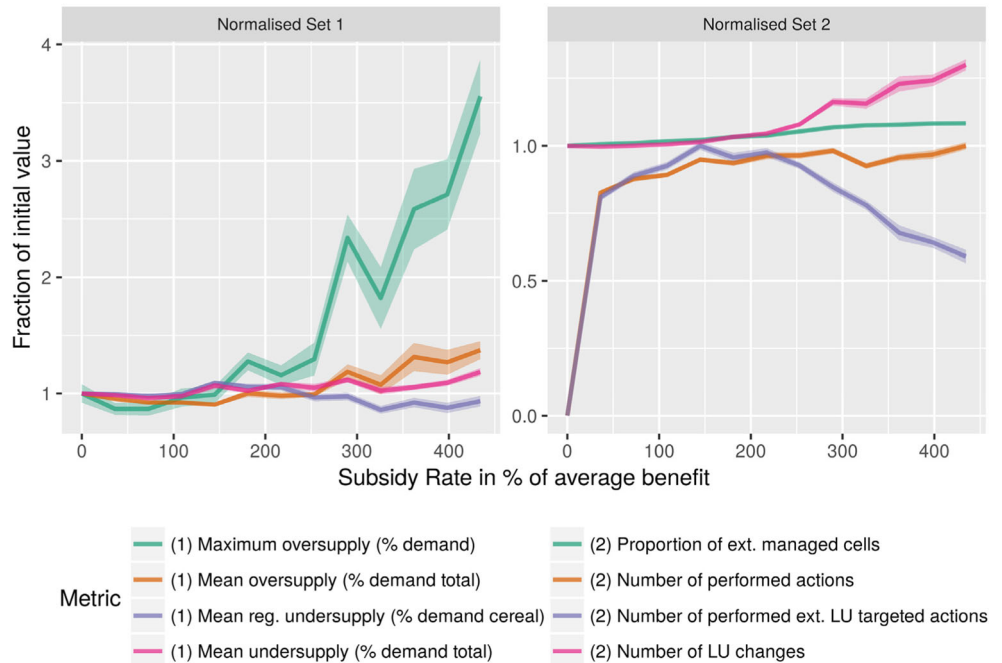 Normalised Set 1
Normalised Set 2
Fraction of initial value
4
3
2
1
1.0
0.5
0.0
0 100 200 300 400
0 100 200 300 400
Subsidy Rate in % of average benefit
Metric
(1) Maximum oversupply (% demand)
(1) Mean oversupply (% demand total)
(1) Mean reg. undersupply (% demand cereal)
(1) Mean undersupply (% demand total)
(2) Proportion of ext. managed cells
(2) Number of performed actions
(2) Number of performed ext. LU targeted actions
(2) Number of LU changes